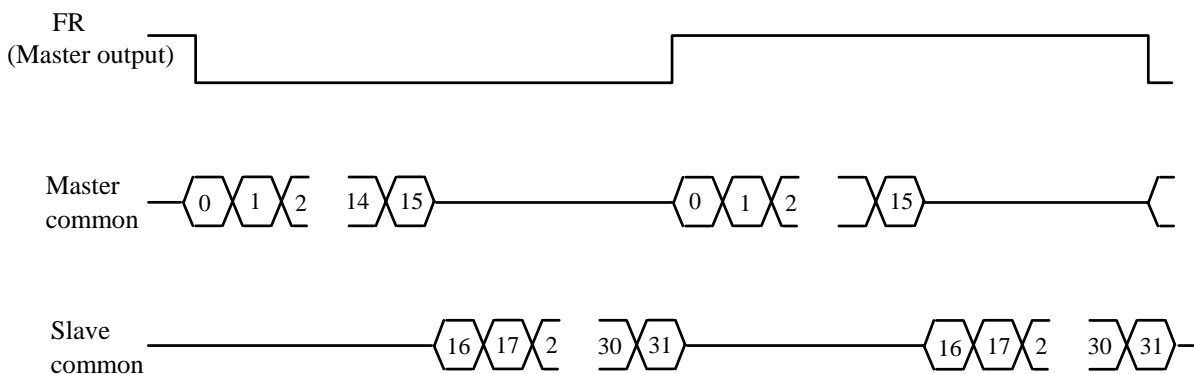 FR
(Master output)
Master
common
0 1 2 14 15 0 1 2 15
Slave
common
16 17 2 30 31 16 17 2 30 31